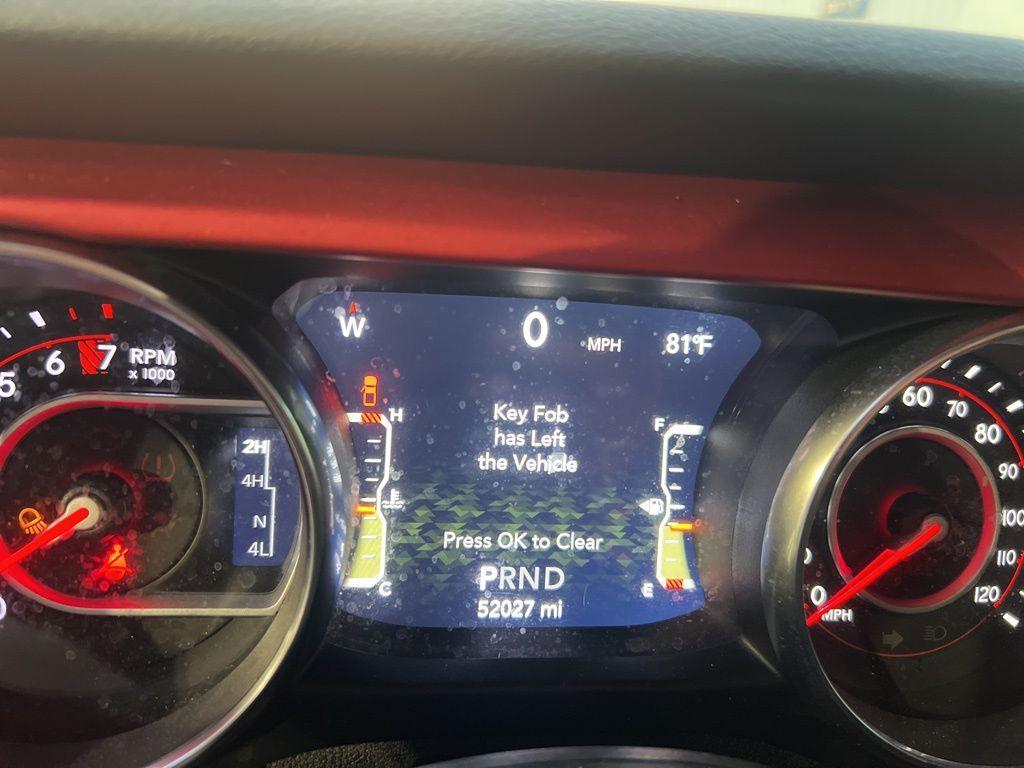 W
0 MPH
81°F
5 6 7
RPM
x 1000
2H
4H
N
4L
0
H
C
Key Fob
has Left
the Vehicle
Press OK to Clear
PRND
52027 mi
F
E
0
60
70
80
90
100
110
120
MPH